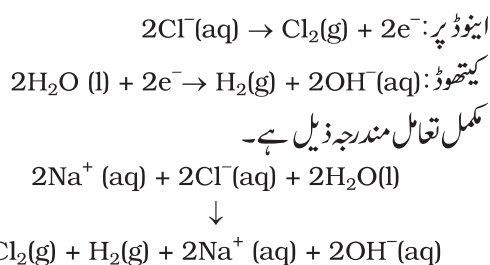 اینوڈ پر: 2Cl⁻(aq) → Cl₂(g) + 2e⁻
کیتھوڈ: 2H₂O (l) + 2e⁻→ H₂(g) + 2OH⁻(aq)
مکمل تعامل مندرجہ ذیل ہے۔
2Na⁺ (aq) + 2Cl⁻(aq) + 2H₂O(l)
↓
Cl₂(g) + H₂(g) + 2Na⁺ (aq) + 2OH⁻(aq)